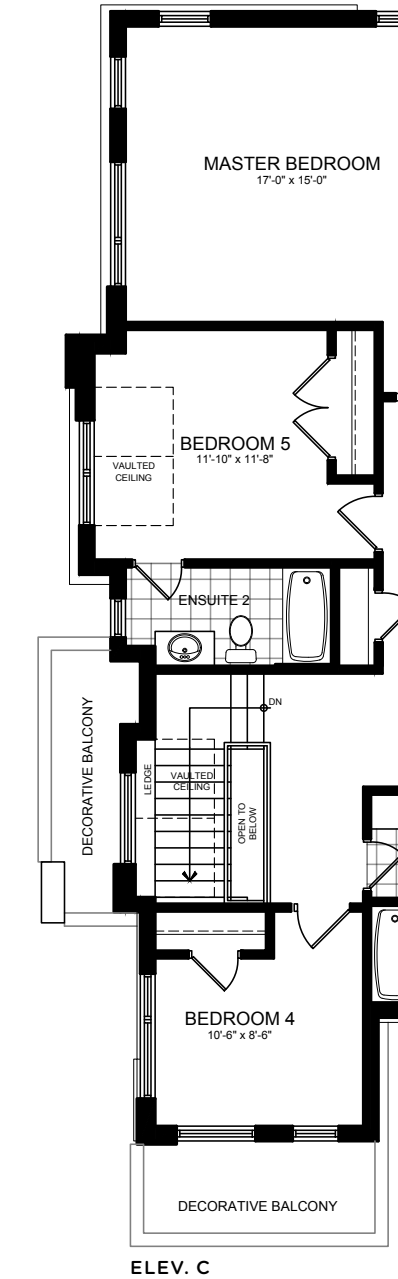 MASTER BEDROOM
17'-0" x 15'-0"
BEDROOM 5
11'-10" x 11'-8"
VAULTED
CEILING
ENSUITE 2
DN
DECORATIVE BALCONY
LEDGE
VAULTED
CEILING
OPEN TO
BELOW
BEDROOM 4
10'-6" x 8'-6"
DECORATIVE BALCONY
ELEV. C